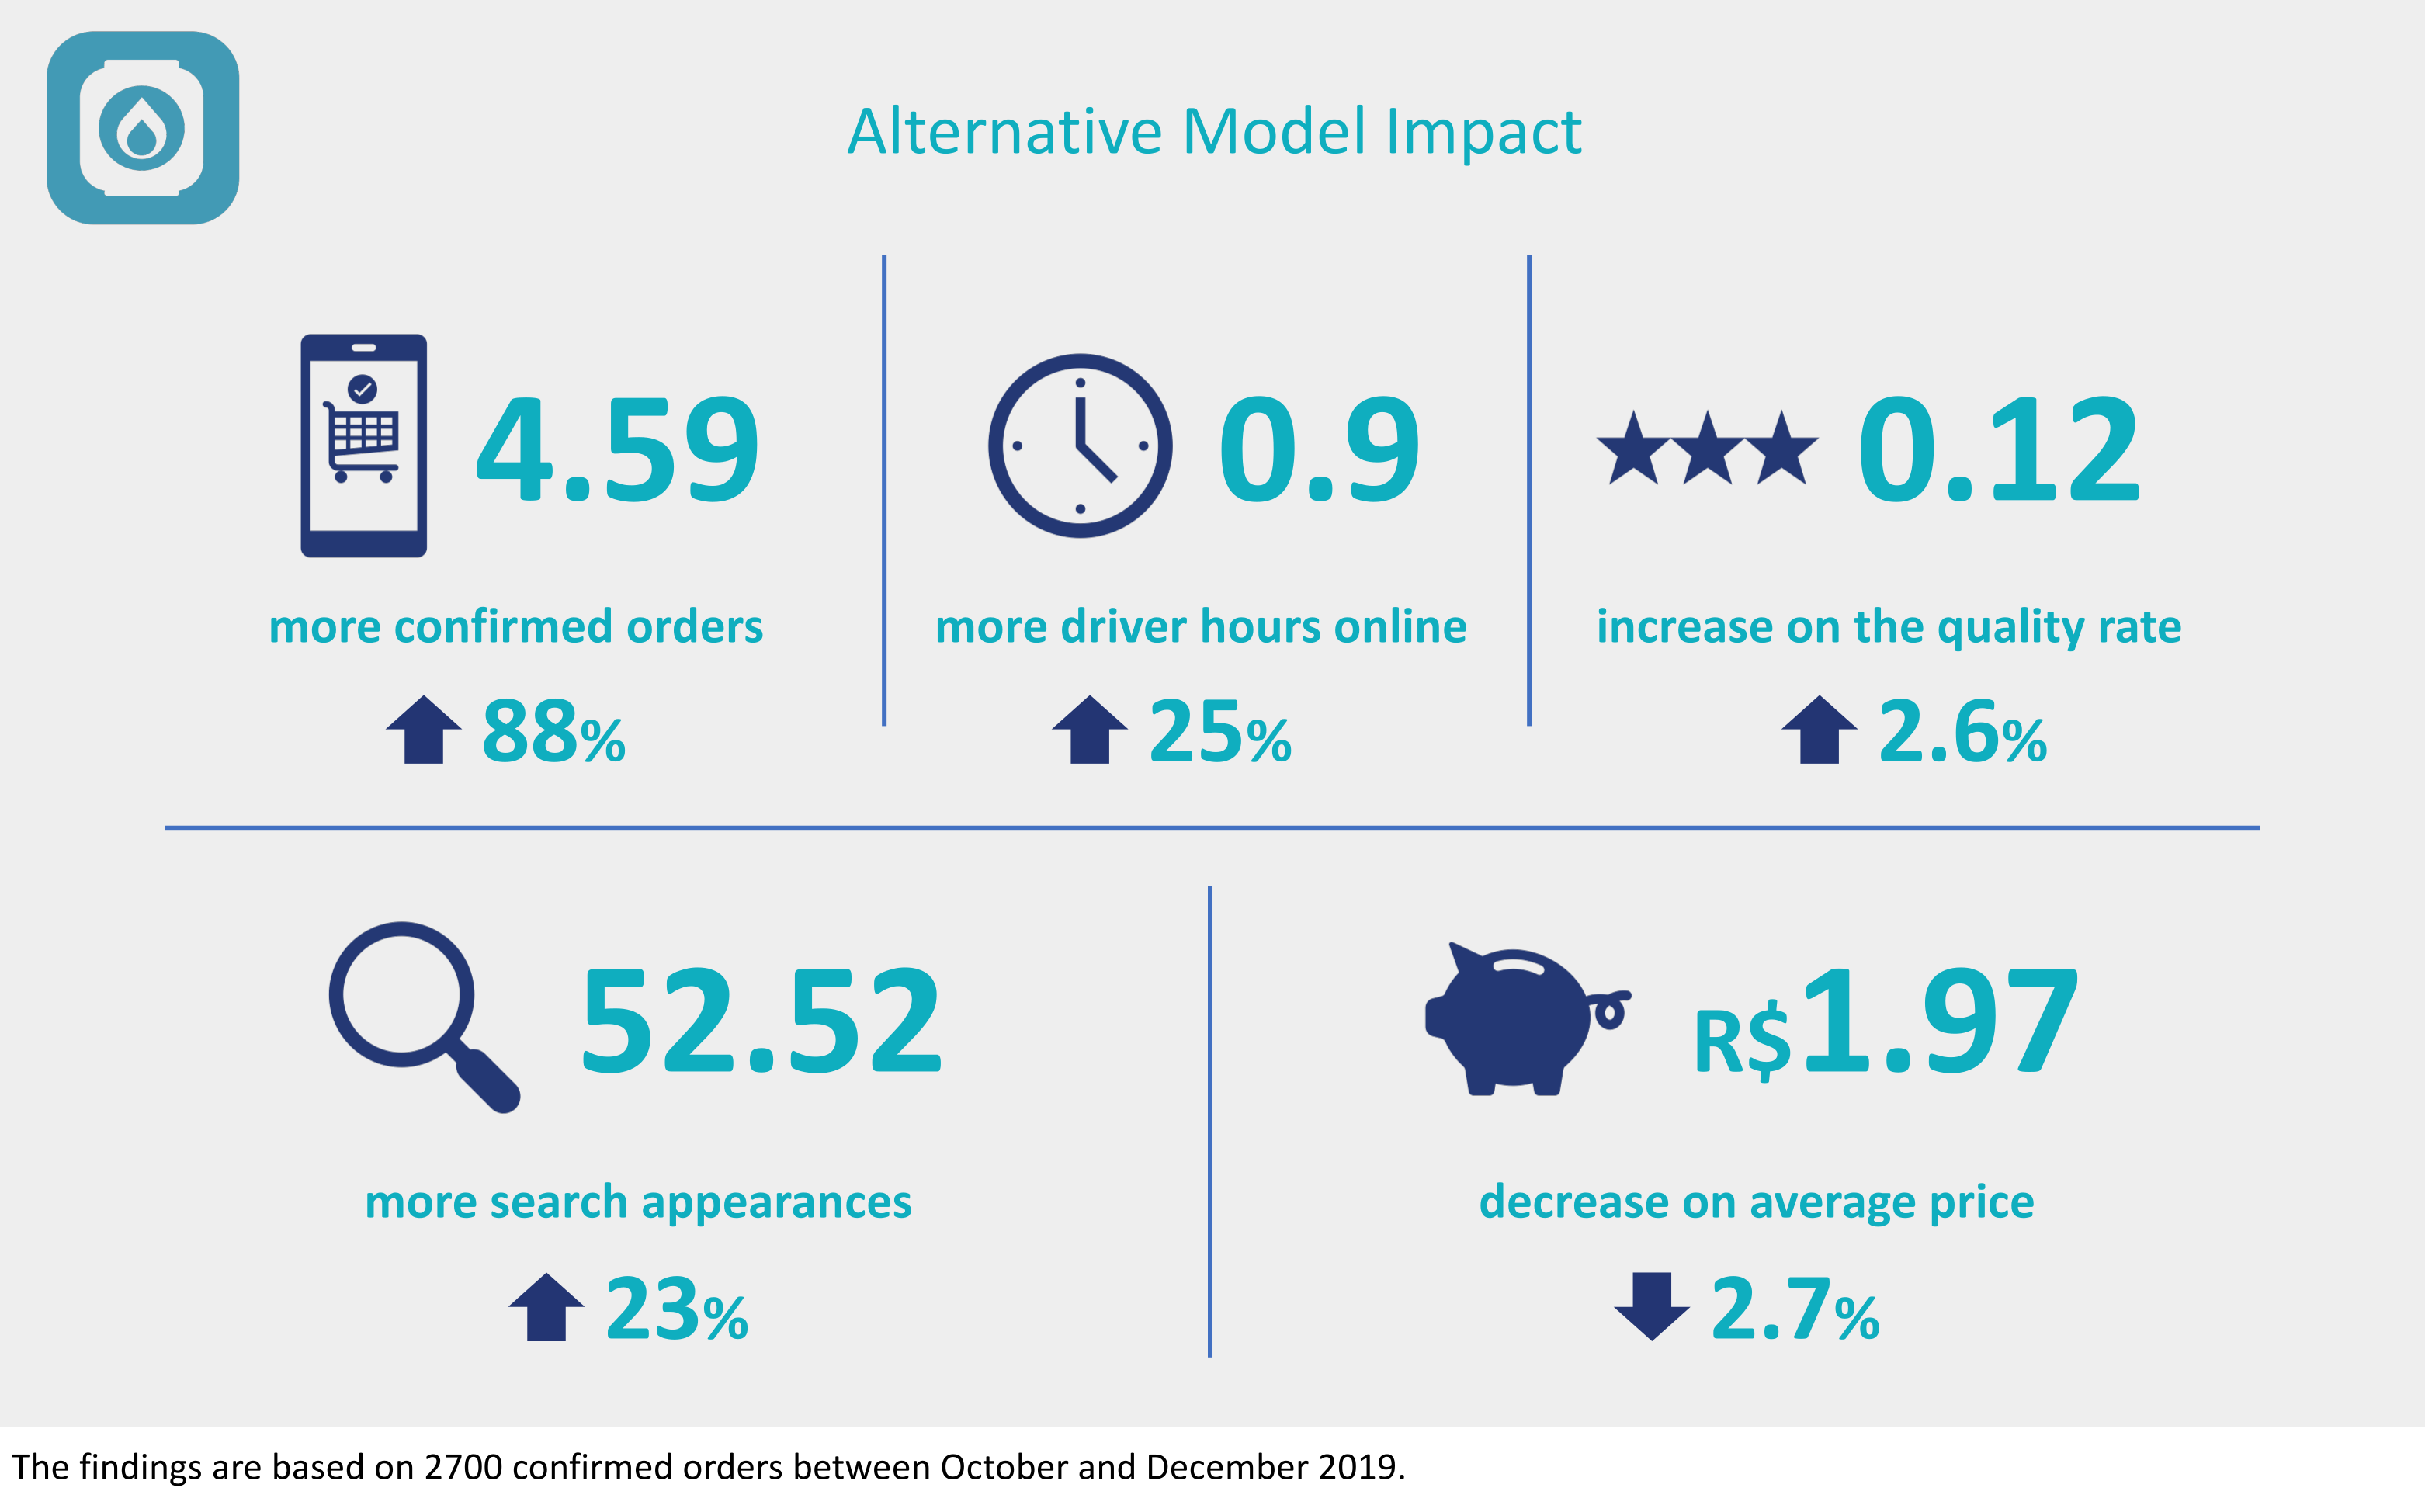 Alternative Model Impact
4.59
more confirmed orders
88%
0.9
more driver hours online
25%
0.12
increase on the quality rate
2.6%
52.52
more search appearances
23%
R$1.97
decrease on average price
2.7%
The findings are based on 2700 confirmed orders between October and December 2019.